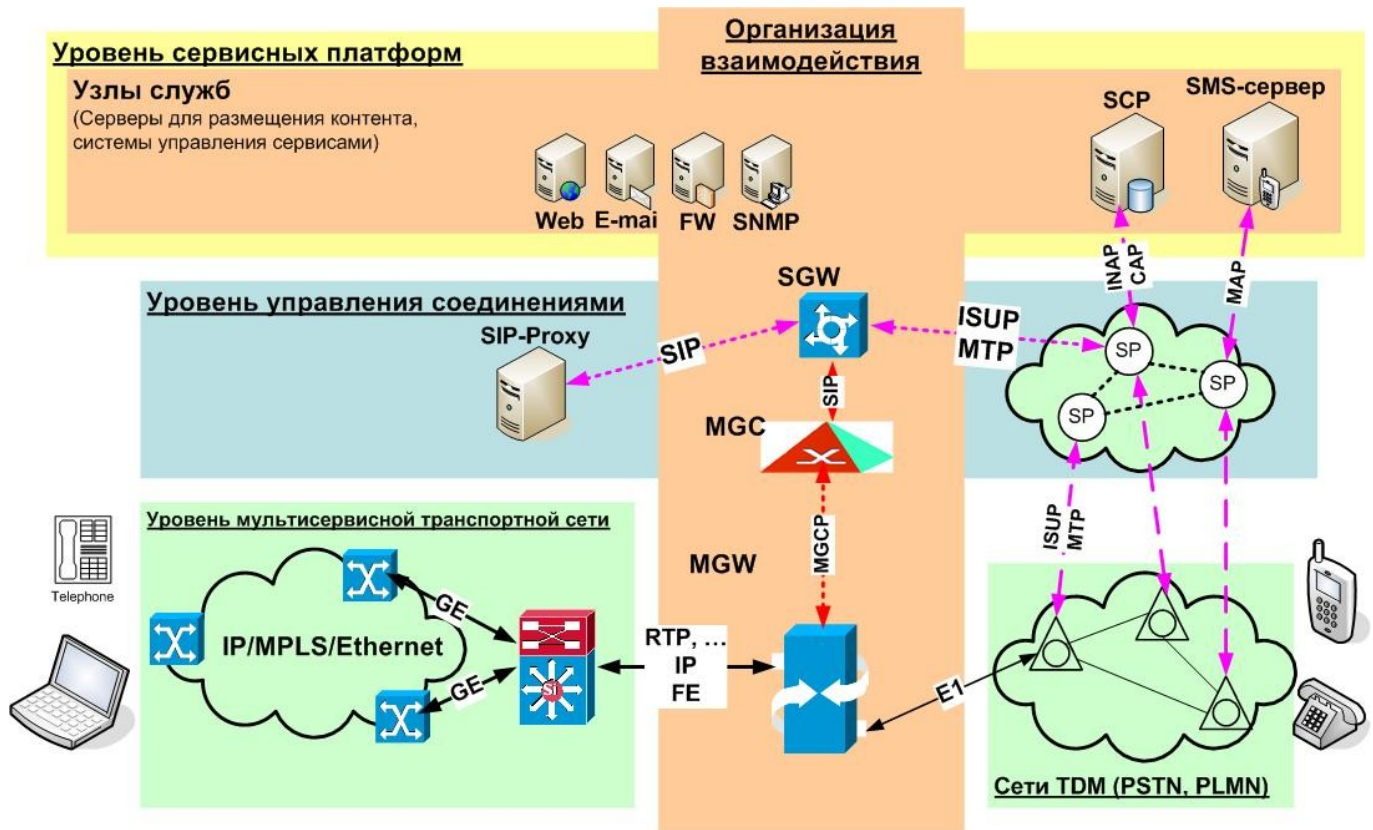 Организация
взаимодействия
Уровень сервисных платформ
Узлы служб
(Серверы для размещения контента,
системы управления сервисами)
SCP
SMS-сервер
Web
E-mai
FW
SNMP
INAP
CAP
MAP
Уровень управления соединениями
SGW
SIP-Proxy
SIP
ISUP
MTP
SP
SP
SP
SIP
MGC
MGCP
ISUP
MTP
Уровень мультисервисной транспортной сети
Telephone
MGW
GE
IP/MPLS/Ethernet
GE
Si
RTP, ...
IP
FE
E1
Сети TDM (PSTN, PLMN)